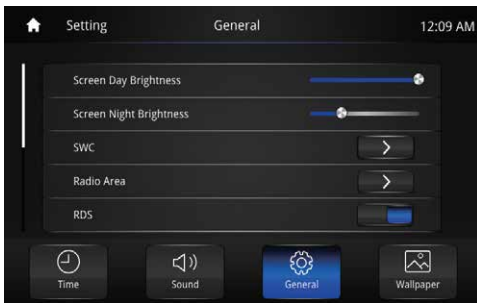 Setting General 12:09 AM
Screen Day Brightness
Screen Night Brightness
SWC
Radio Area
RDS
Time Sound General Wallpaper